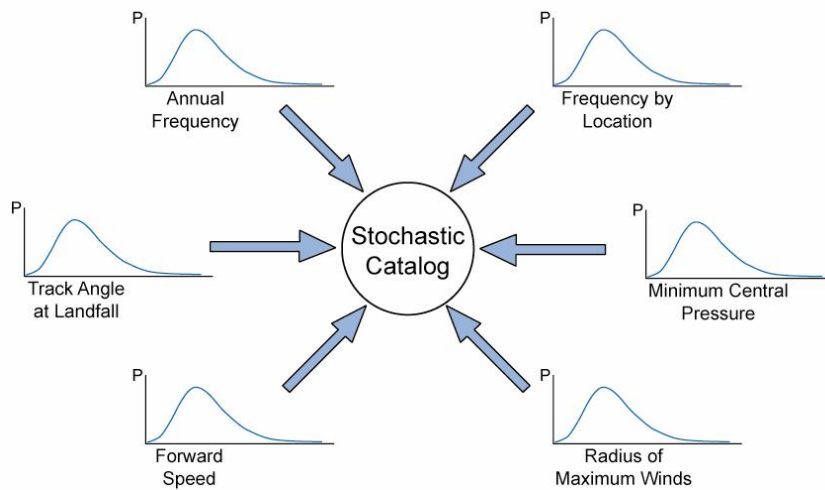 P
Annual
Frequency
P
Frequency by
Location
P
Track Angle
at Landfall
Stochastic
Catalog
P
Minimum Central
Pressure
P
Forward
Speed
P
Radius of
Maximum Winds